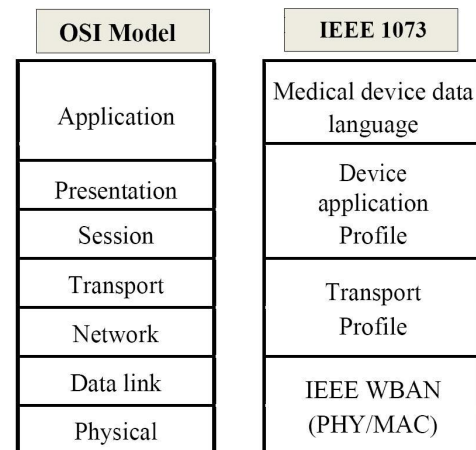 OSI Model
Application
Presentation
Session
Transport
Network
Data link
Physical
IEEE 1073
Medical device data
language
Device
application
Profile
Transport
Profile
IEEE WBAN
(PHY/MAC)